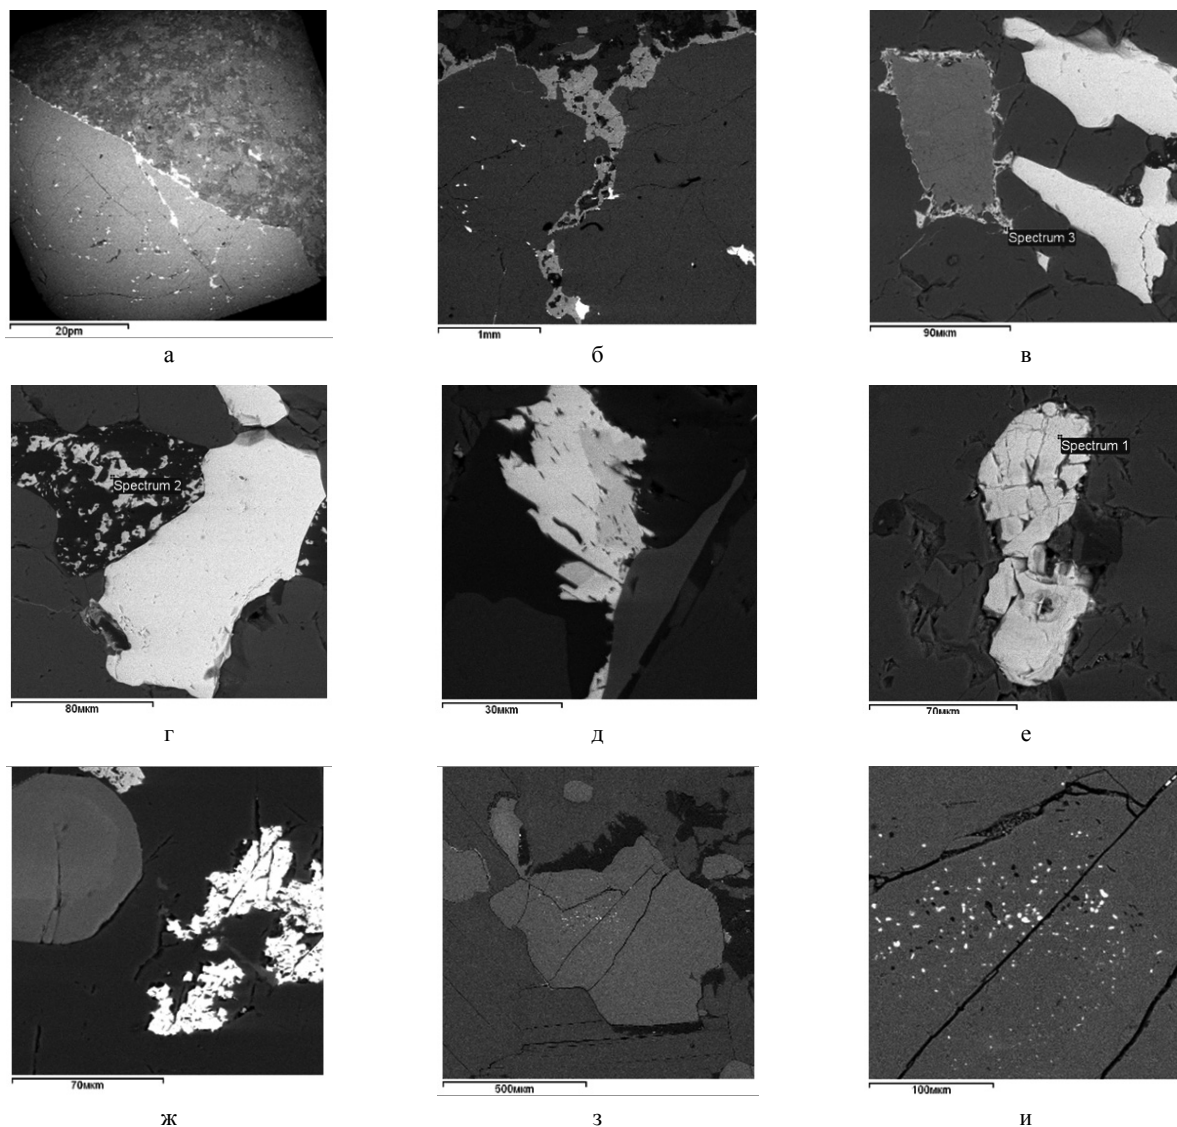 20pm
1mm
Spectrum 3
90мкm
а
б
в
Spectrum 2
Spectrum 1
80мкm
30мкm
70мкm
г
д
е
70мкm
500мкm
100мкm
ж
з
и